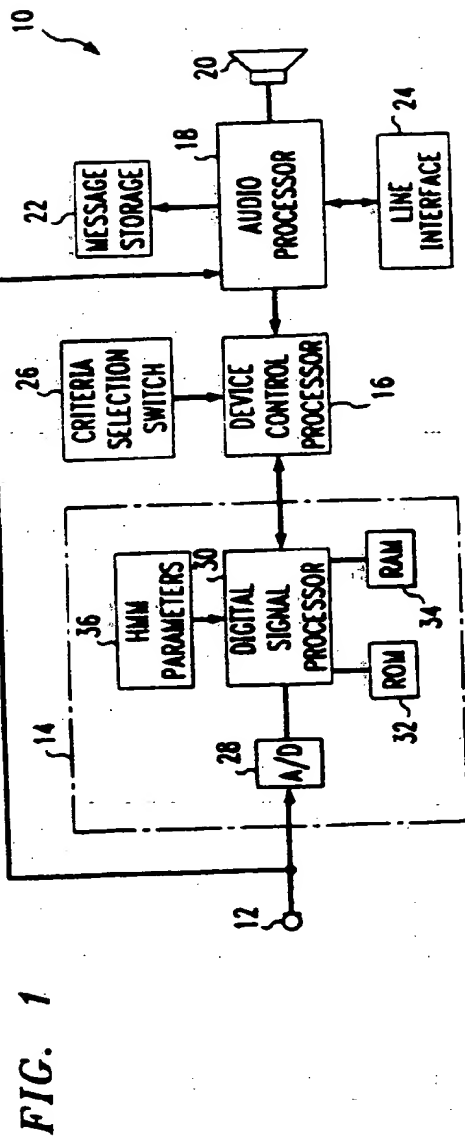 FIG. 1
10
12
14
28
A/D
36
HMM
PARAMETERS
30
DIGITAL
SIGNAL
PROCESSOR
ROM
32
RAM
34
26
CRITERIA
SELECTION
SWITCH
DEVICE
CONTROL
PROCESSOR
16
22
MESSAGE
STORAGE
18
AUDIO
PROCESSOR
20
24
LINE
INTERFACE